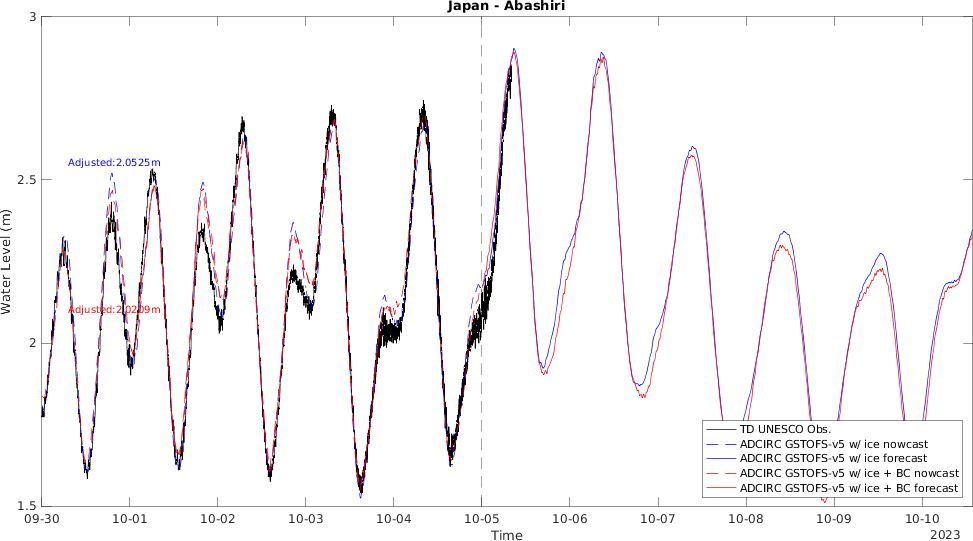 Japan - Abashiri
3
2.5
2
1.5
Water Level (m)
Adjusted:2.0525m
Adjusted:2.0209m
TD UNESCO Obs.
ADCIRC GSTOFS-v5 w/ ice nowcast
ADCIRC GSTOFS-v5 w/ ice forecast
ADCIRC GSTOFS-v5 w/ ice + BC nowcast
ADCIRC GSTOFS-v5 w/ ice + BC forecast
09-30 10-01 10-02 10-03 10-04 10-05 10-06 10-07 10-08 10-09 10-10
Time
2023